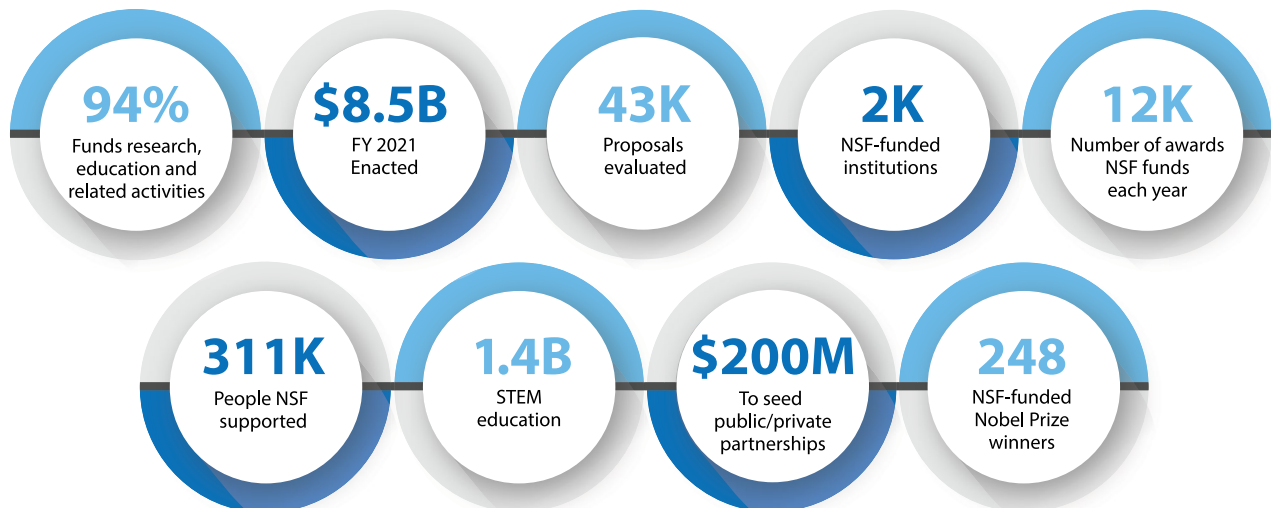 94%
Funds research,
education and
related activities
$8.5B
FY 2021
Enacted
43K
Proposals
evaluated
2K
NSF-funded
institutions
12K
Number of awards
NSF funds
each year
311K
People NSF
supported
1.4B
STEM
education
$200M
To seed
public/private
partnerships
248
NSF-funded
Nobel Prize
winners